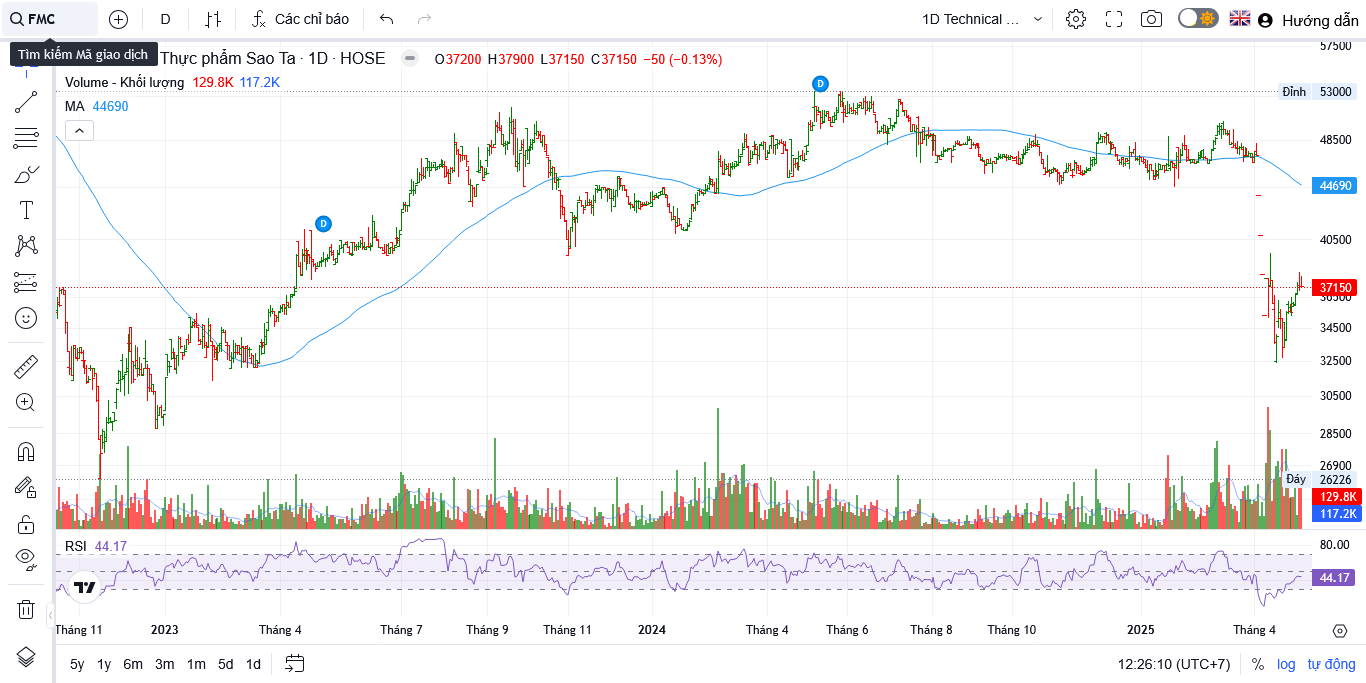 FMC D Các chỉ báo 1D Technical ... Hướng dẫn
Tìm kiếm Mã giao dịch
Thực phẩm Sao Ta · 1D · HOSE O37200 H37900 L37150 C37150 −50 (−0.13%)
Volume - Khối lượng 129.8K 117.2K
MA 44690
D
D
57500
Đỉnh 53000
48500
44690
40500
37150
36500
34500
32500
30500
28500
26900
Đáy 26226
129.8K
117.2K
RSI 44.17
80.00
44.17
Tháng 11 2023 Tháng 4 Tháng 7 Tháng 9 Tháng 11 2024 Tháng 4 Tháng 6 Tháng 8 Tháng 10 2025 Tháng 4
5y 1y 6m 3m 1m 5d 1d 12:26:10 (UTC+7) % log tự động